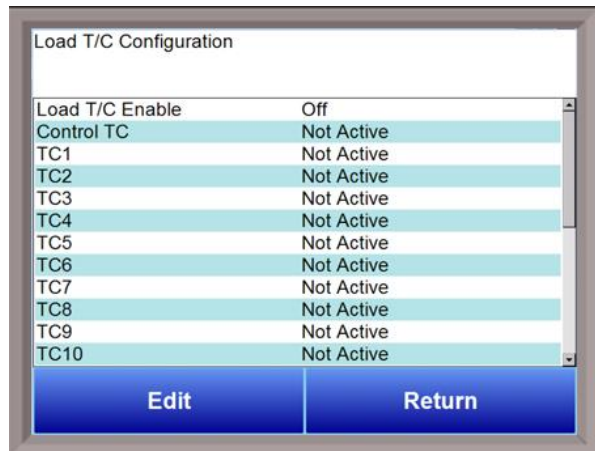 Load T/C Configuration
Load T/C Enable Off
Control TC Not Active
TC1 Not Active
TC2 Not Active
TC3 Not Active
TC4 Not Active
TC5 Not Active
TC6 Not Active
TC7 Not Active
TC8 Not Active
TC9 Not Active
TC10 Not Active
Edit Return